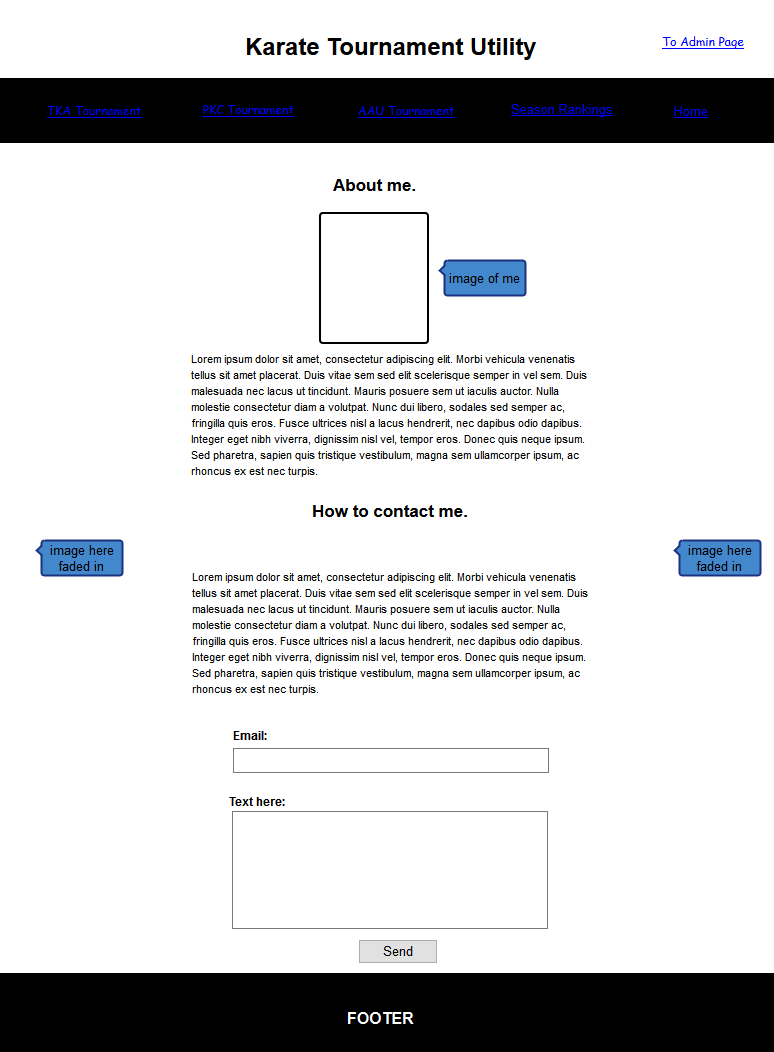 Karate Tournament Utility
To Admin Page
TKA Tournament
PKC Tournament
AAU Tournament
Season Rankings
Home
About me.
image of me
Lorem ipsum dolor sit amet, consectetur adipiscing elit. Morbi vehicula venenatis
tellus sit amet placerat. Duis vitae sem sed elit scelerisque semper in vel sem. Duis
malesuada nec lacus ut tincidunt. Mauris posuere sem ut iaculis auctor. Nulla
molestie consectetur diam a volutpat. Nunc dui libero, sodales sed semper ac,
fringilla quis eros. Fusce ultrices nisl a lacus hendrerit, nec dapibus odio dapibus.
Integer eget nibh viverra, dignissim nisl vel, tempor eros. Donec quis neque ipsum.
Sed pharetra, sapien quis tristique vestibulum, magna sem ullamcorper ipsum, ac
rhoncus ex est nec turpis.
How to contact me.
image here
faded in
image here
faded in
Lorem ipsum dolor sit amet, consectetur adipiscing elit. Morbi vehicula venenatis
tellus sit amet placerat. Duis vitae sem sed elit scelerisque semper in vel sem. Duis
malesuada nec lacus ut tincidunt. Mauris posuere sem ut iaculis auctor. Nulla
molestie consectetur diam a volutpat. Nunc dui libero, sodales sed semper ac,
fringilla quis eros. Fusce ultrices nisl a lacus hendrerit, nec dapibus odio dapibus.
Integer eget nibh viverra, dignissim nisl vel, tempor eros. Donec quis neque ipsum.
Sed pharetra, sapien quis tristique vestibulum, magna sem ullamcorper ipsum, ac
rhoncus ex est nec turpis.
Email:
Text here:
Send
FOOTER